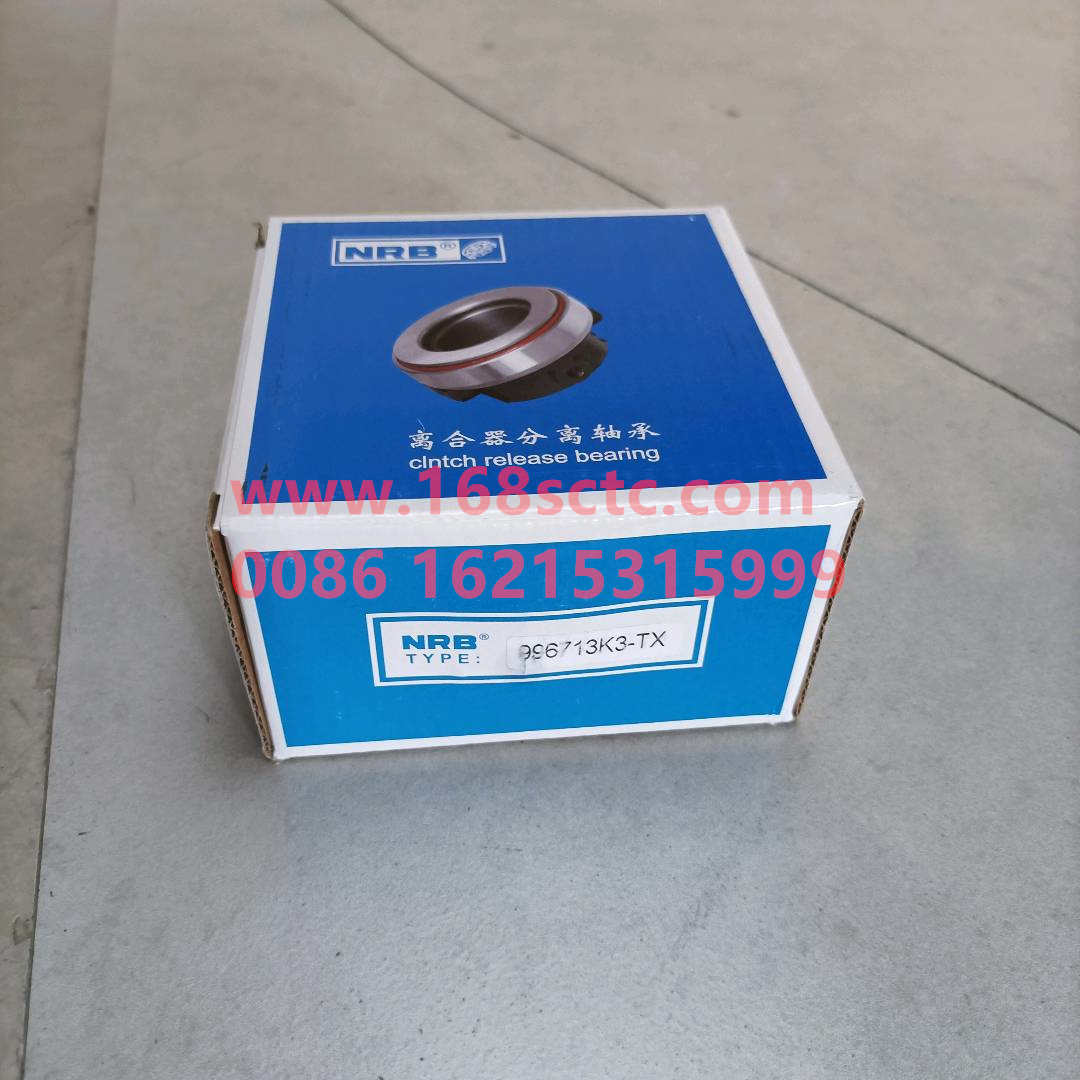 NRB®
离合器分离轴承
clntch release bearing
www.168sctc.com
0086 16215315999
NRB®
TYPE: 996713K3-TX